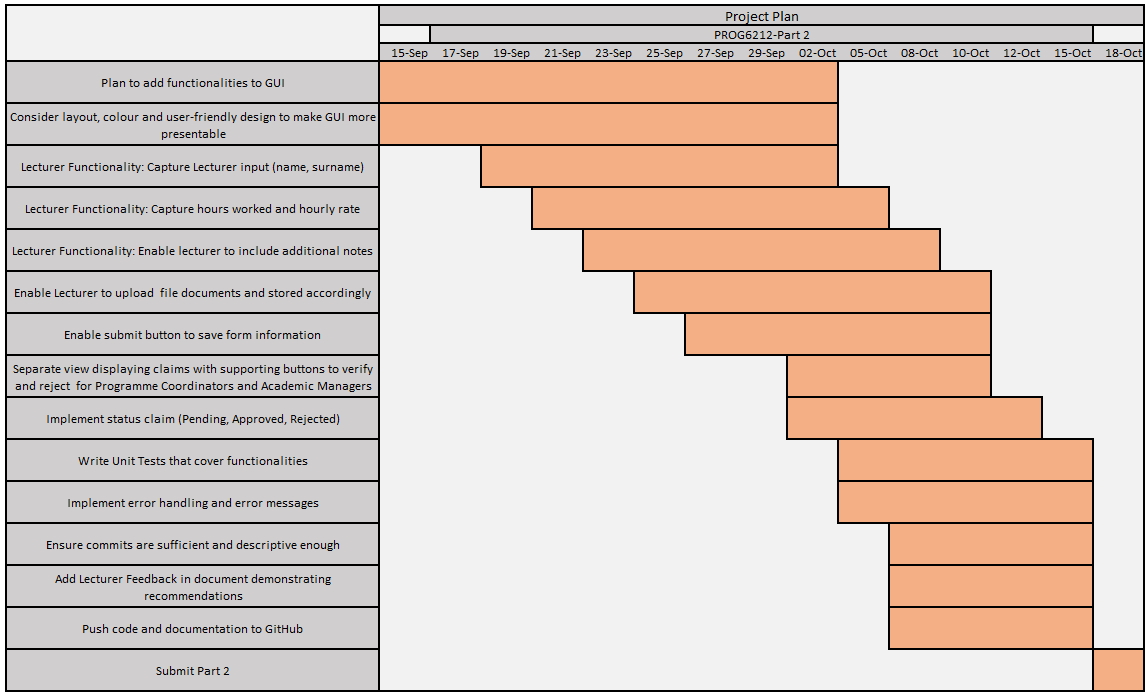 Project Plan
PROG6212-Part 2
15-Sep 17-Sep 19-Sep 21-Sep 23-Sep 25-Sep 27-Sep 29-Sep 02-Oct 05-Oct 08-Oct 10-Oct 12-Oct 15-Oct 18-Oct
Plan to add functionalities to GUI
Consider layout, colour and user-friendly design to make GUI more
presentable
Lecturer Functionality: Capture Lecturer input (name, surname)
Lecturer Functionality: Capture hours worked and hourly rate
Lecturer Functionality: Enable lecturer to include additional notes
Enable Lecturer to upload  file documents and stored accordingly
Enable submit button to save form information
Separate view displaying claims with supporting buttons to verify
and reject  for Programme Coordinators and Academic Managers
Implement status claim (Pending, Approved, Rejected)
Write Unit Tests that cover functionalities
Implement error handling and error messages
Ensure commits are sufficient and descriptive enough
Add Lecturer Feedback in document demonstrating
recommendations
Push code and documentation to GitHub
Submit Part 2